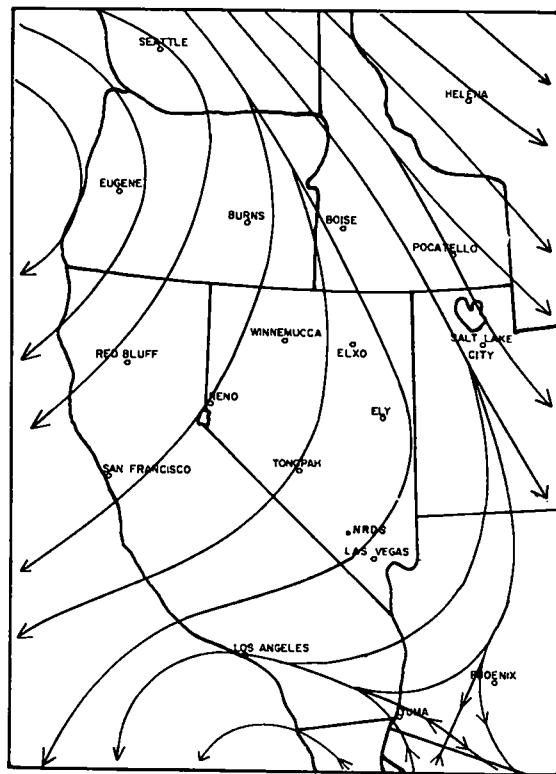 SEATTLE
HELENA
EUGENE
BURNS
BOISE
POCATELLO
WINNEMUCCA
ELXO
SALT LAKE
CITY
RED BLUFF
RENO
ELY
SAN FRANCISCO
TONOPAH
NRDS
LAS VEGAS
LOS ANGELES
PHOENIX
YUMA